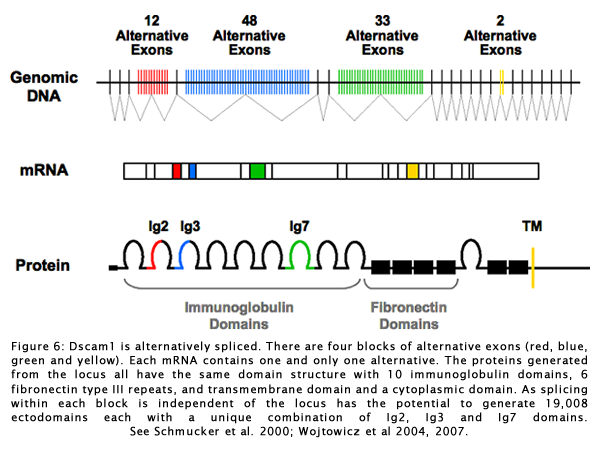 12 48 33 2
Alternative Alternative Alternative Alternative
Exons Exons Exons Exons
Genomic
DNA
mRNA
Ig2 Ig3 Ig7 TM
Protein
Immunoglobulin Fibronectin
Domains Domains
Figure 6: Dscam1 is alternatively spliced. There are four blocks of alternative exons (red, blue,
green and yellow). Each mRNA contains one and only one alternative. The proteins generated
from the locus all have the same domain structure with 10 immunoglobulin domains, 6
fibronectin type III repeats, and transmembrane domain and a cytoplasmic domain. As splicing
within each block is independent of the locus has the potential to generate 19,008
ectodomains each with a unique combination of Ig2, Ig3 and Ig7 domains.
See Schmucker et al. 2000; Wojtowicz et al 2004, 2007.